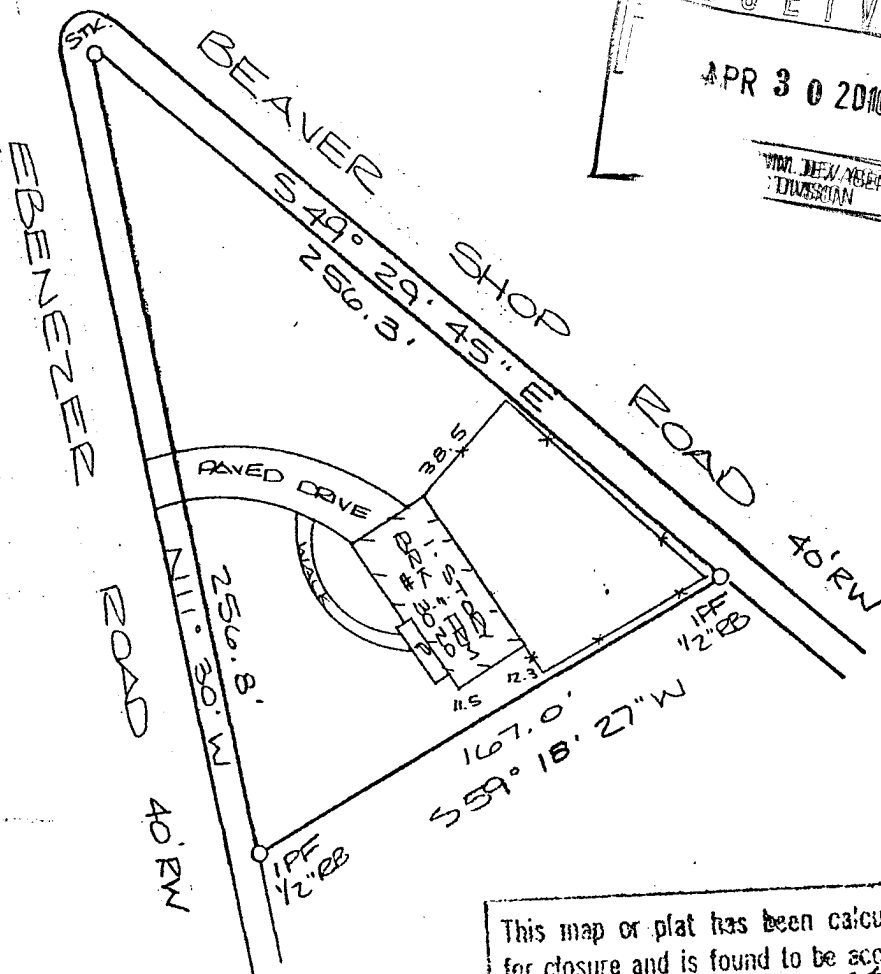 STK.
BEAVER SHOP ROAD 40' RW
APR 3 0 2010
DIVISION
S 49° 29' 45" E
256.3'
EBENEZER ROAD 40' RW
38.5
PAVED DRIVE
WALK
N 11° 30' W
256.8'
BRK
11.5
12.3
IPF
1/2" RB
167.0'
S 59° 18' 27" W
IPF
1/2" RB
This map or plat has been calcu
for closure and is found to be acc